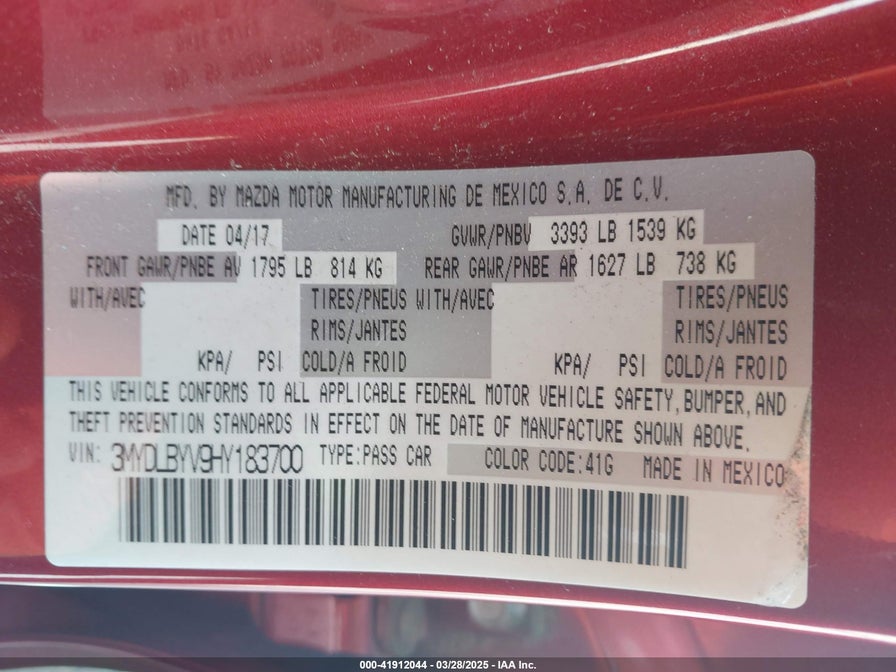 MFD. BY MAZDA MOTOR MANUFACTURING DE MEXICO S.A. DE C.V.
DATE 04/17 GVWR/PNBV 3393 LB 1539 KG
FRONT GAWR/PNBE AV 1795 LB 814 KG REAR GAWR/PNBE AR 1627 LB 738 KG
WITH/AVEC TIRES/PNEUS WITH/AVEC TIRES/PNEUS
RIMS/JANTES RIMS/JANTES
KPA/ PSI COLD/A FROID KPA/ PSI COLD/A FROID
THIS VEHICLE CONFORMS TO ALL APPLICABLE FEDERAL MOTOR VEHICLE SAFETY, BUMPER, AND
THEFT PREVENTION STANDARDS IN EFFECT ON THE DATE OF MANUFACTURE SHOWN ABOVE.
VIN: 3MYDLBYV9HY183700 TYPE:PASS CAR COLOR CODE:41G MADE IN MEXICO
000-41912044 — 03/28/2025 — IAA Inc.